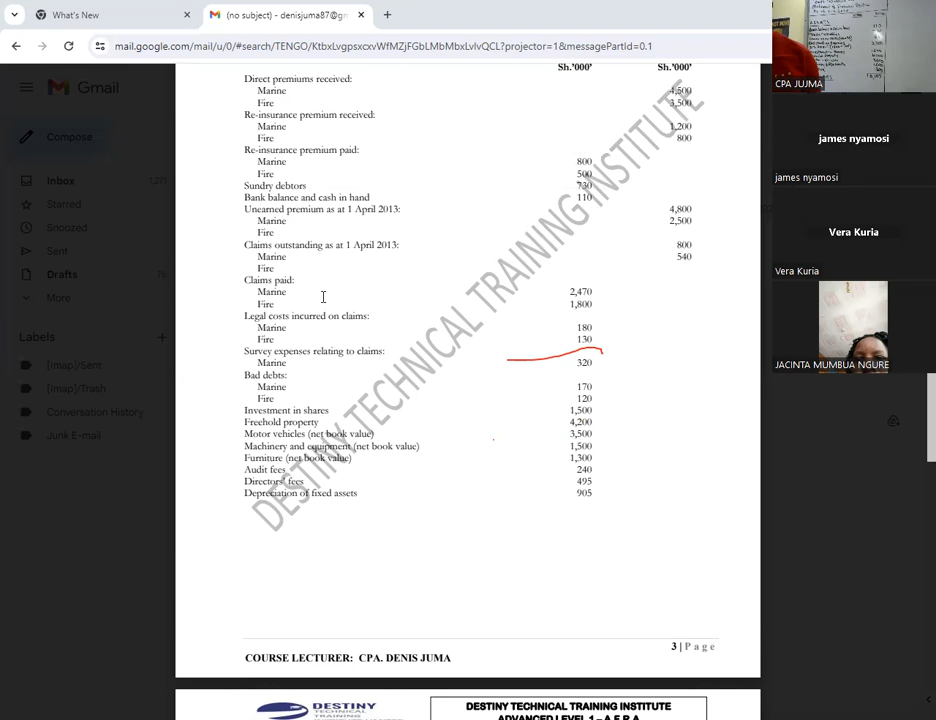 What's New
(no subject) - denisjuma87@gm
mail.google.com/mail/u/0/#search/TENGO/KtbxLvgpsxcxvWfMZjFGbLMbMbxLvlvQCL?projector=1&messagePartId=0.1
Gmail
Compose
Inbox 1,271
Starred
Snoozed
Sent
Drafts 75
More
Labels
[Imap]/Sent
[Imap]/Trash
Conversation History
Junk E-mail
Sh.'000' Sh.'000'
Direct premiums received:
Marine 4,500
Fire 3,500
Re-insurance premium received:
Marine 1,200
Fire 800
Re-insurance premium paid:
Marine 800
Fire 500
Sundry debtors 730
Bank balance and cash in hand 110
Unearned premium as at 1 April 2013: 4,800
Marine 2,500
Fire
Claims outstanding as at 1 April 2013: 800
Marine 540
Fire
Claims paid:
Marine 2,470
Fire 1,800
Legal costs incurred on claims:
Marine 180
Fire 130
Survey expenses relating to claims:
Marine 320
Bad debts:
Marine 170
Fire 120
Investment in shares 1,500
Freehold property 4,200
Motor vehicles (net book value) 3,500
Machinery and equipment (net book value) 1,500
Furniture (net book value) 1,300
Audit fees 240
Directors' fees 495
Depreciation of fixed assets 905
DESTINY TECHNICAL TRAINING INSTITUTE
3 | Page
COURSE LECTURER: CPA. DENIS JUMA
DESTINY
TECHNICAL
DESTINY TECHNICAL TRAINING INSTITUTE
CPA JUJMA
james nyamosi
james nyamosi
Vera Kuria
Vera Kuria
JACINTA MUMBUA NGURE